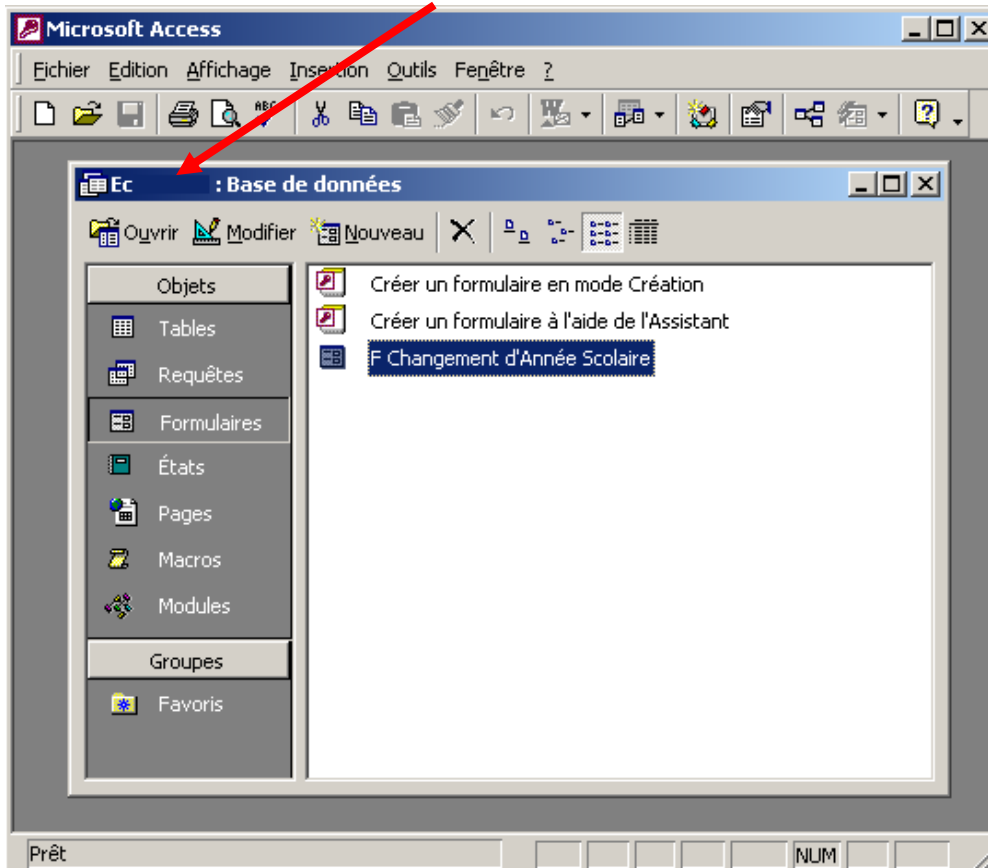 Microsoft Access
Fichier Edition Affichage Insertion Outils Fenêtre ?
ABC
Ec : Base de données
Ouvrir Modifier Nouveau
Objets
Tables
Requêtes
Formulaires
États
Pages
Macros
Modules
Groupes
Favoris
Créer un formulaire en mode Création
Créer un formulaire à l'aide de l'Assistant
F Changement d'Année Scolaire
Prêt
NUM